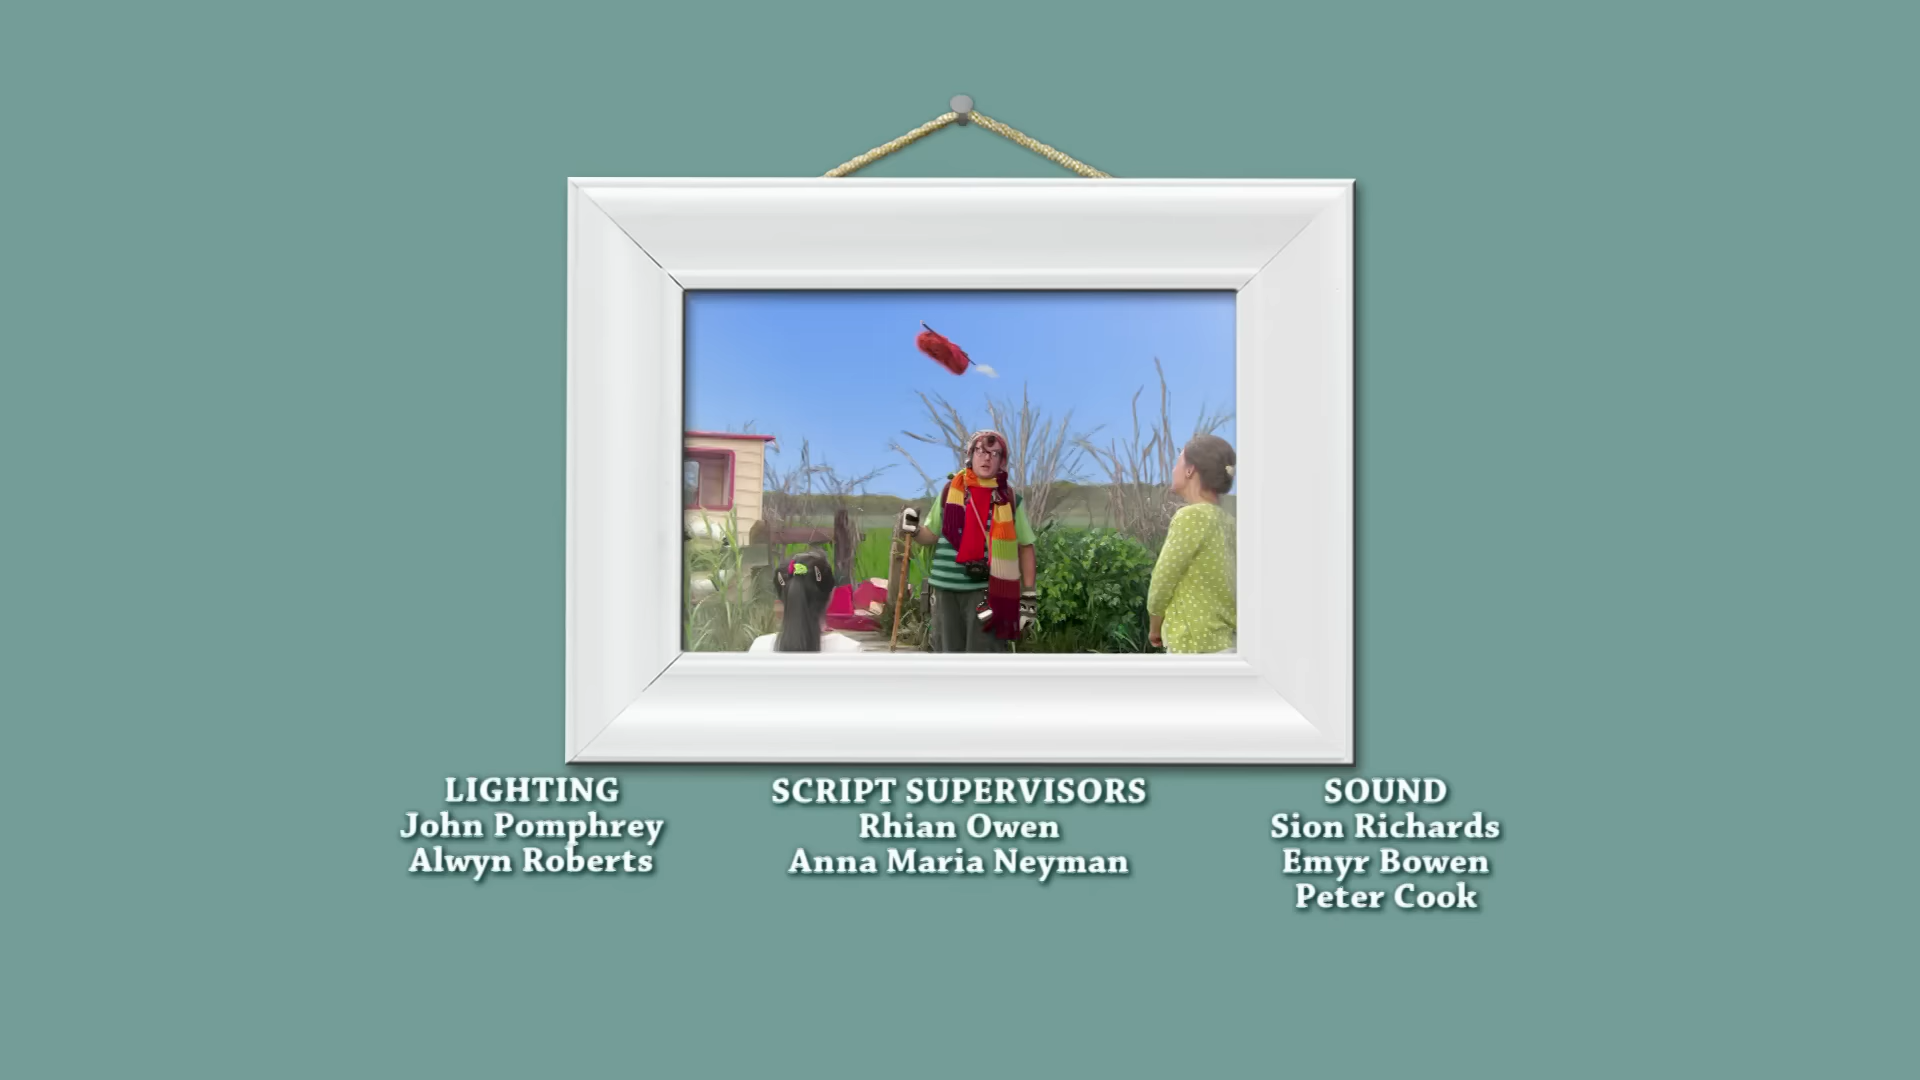 LIGHTING
John Pomphrey
Alwyn Roberts
SCRIPT SUPERVISORS
Rhian Owen
Anna Maria Neyman
SOUND
Sion Richards
Emyr Bowen
Peter Cook